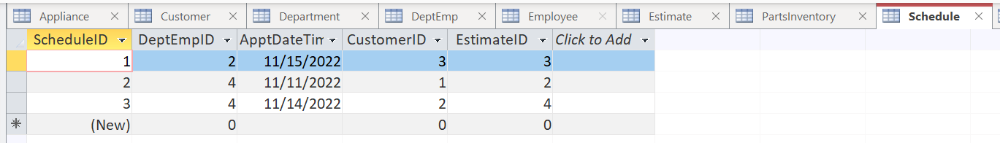 Appliance Customer Department DeptEmp Employee Estimate PartsInventory Schedule
ScheduleID DeptEmpID ApptDateTim CustomerID EstimateID Click to Add
1 2 11/15/2022 3 3
2 4 11/11/2022 1 2
3 4 11/14/2022 2 4
(New) 0 0 0